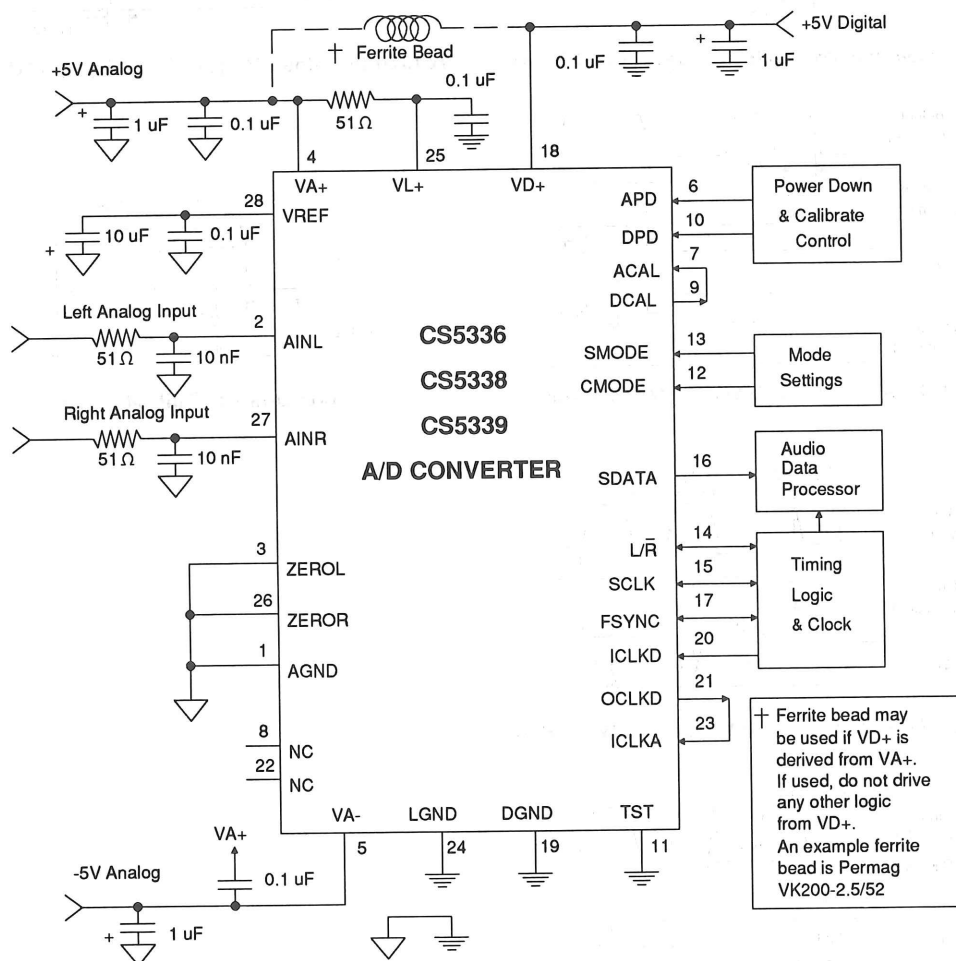 +5V Digital
† Ferrite Bead
+5V Analog
0.1 uF
0.1 uF
+
1 uF
+
1 uF
0.1 uF
51Ω
4
25
18
VA+
VL+
VD+
28
VREF
+
10 uF
0.1 uF
Left Analog Input
2
AINL
51Ω
10 nF
Right Analog Input
27
AINR
51Ω
10 nF
CS5336
CS5338
CS5339
A/D CONVERTER
3
ZEROL
26
ZEROR
1
AGND
8
NC
22
NC
APD
6
DPD
10
ACAL
7
DCAL
9
Power Down
& Calibrate
Control
SMODE
13
CMODE
12
Mode
Settings
SDATA
16
Audio
Data
Processor
L/R̅
14
SCLK
15
FSYNC
17
ICLKD
20
Timing
Logic
& Clock
OCLKD
21
ICLKA
23
VA-
LGND
DGND
TST
5
24
19
11
VA+
0.1 uF
-5V Analog
+
1 uF
† Ferrite bead may
be used if VD+ is
derived from VA+.
If used, do not drive
any other logic
from VD+.
An example ferrite
bead is Permag
VK200-2.5/52